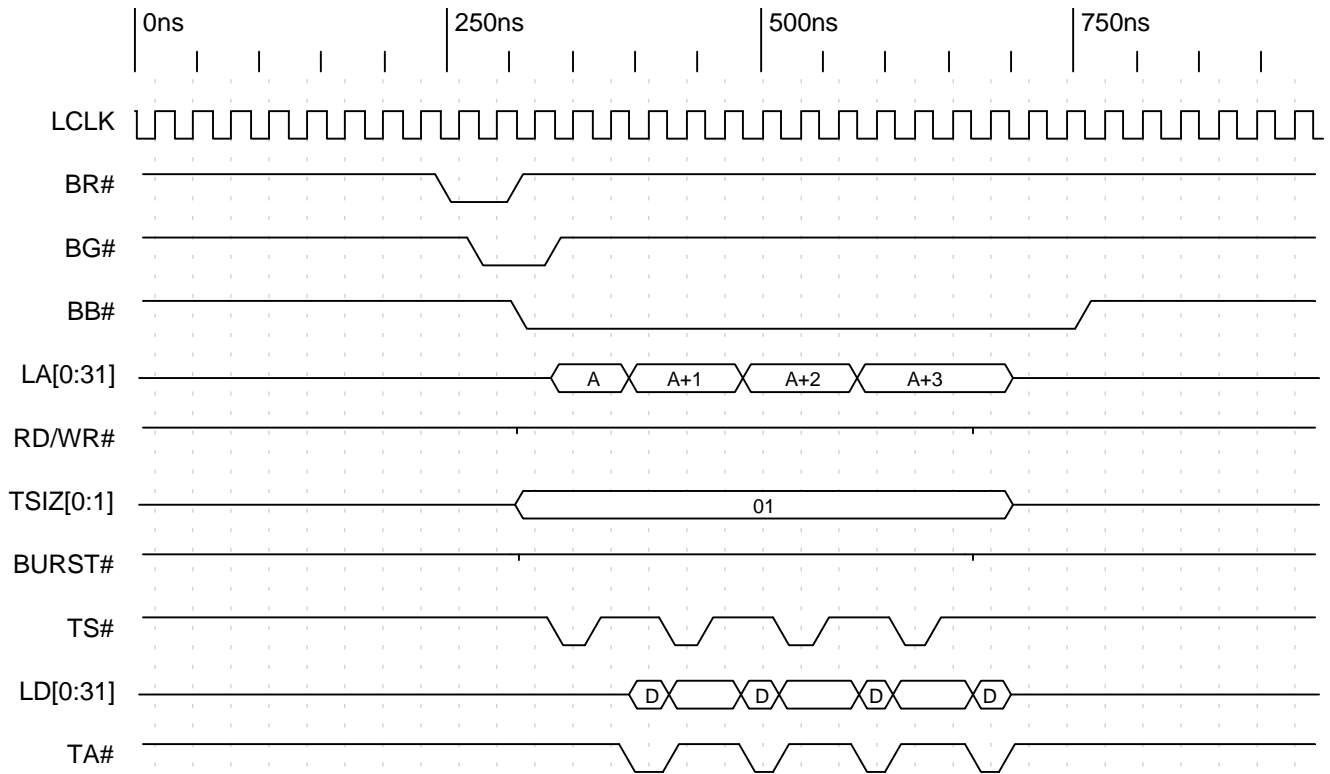 0ns 250ns 500ns 750ns
LCLK
BR#
BG#
BB#
LA[0:31] A A+1 A+2 A+3
RD/WR#
TSIZ[0:1] 01
BURST#
TS#
LD[0:31] D D D D
TA#